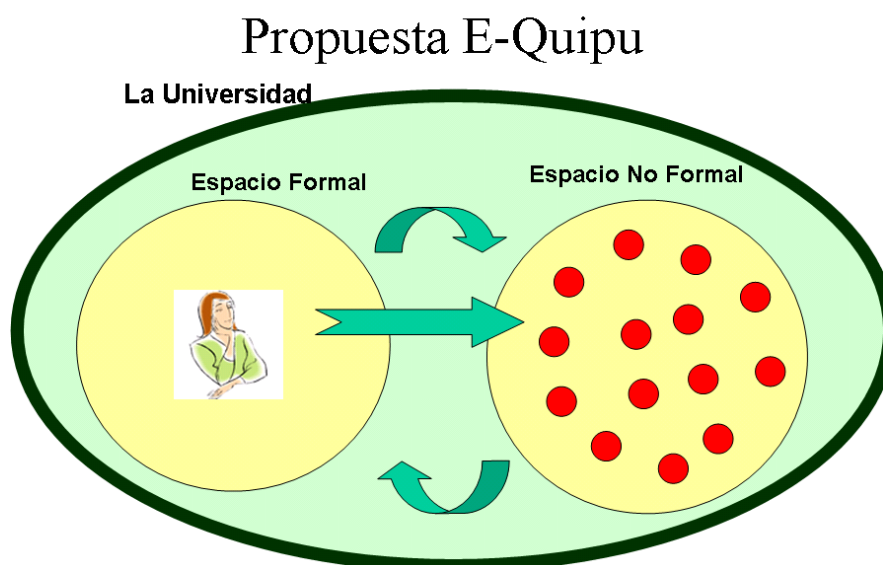 Propuesta E-Quipu
La Universidad
Espacio Formal
Espacio No Formal